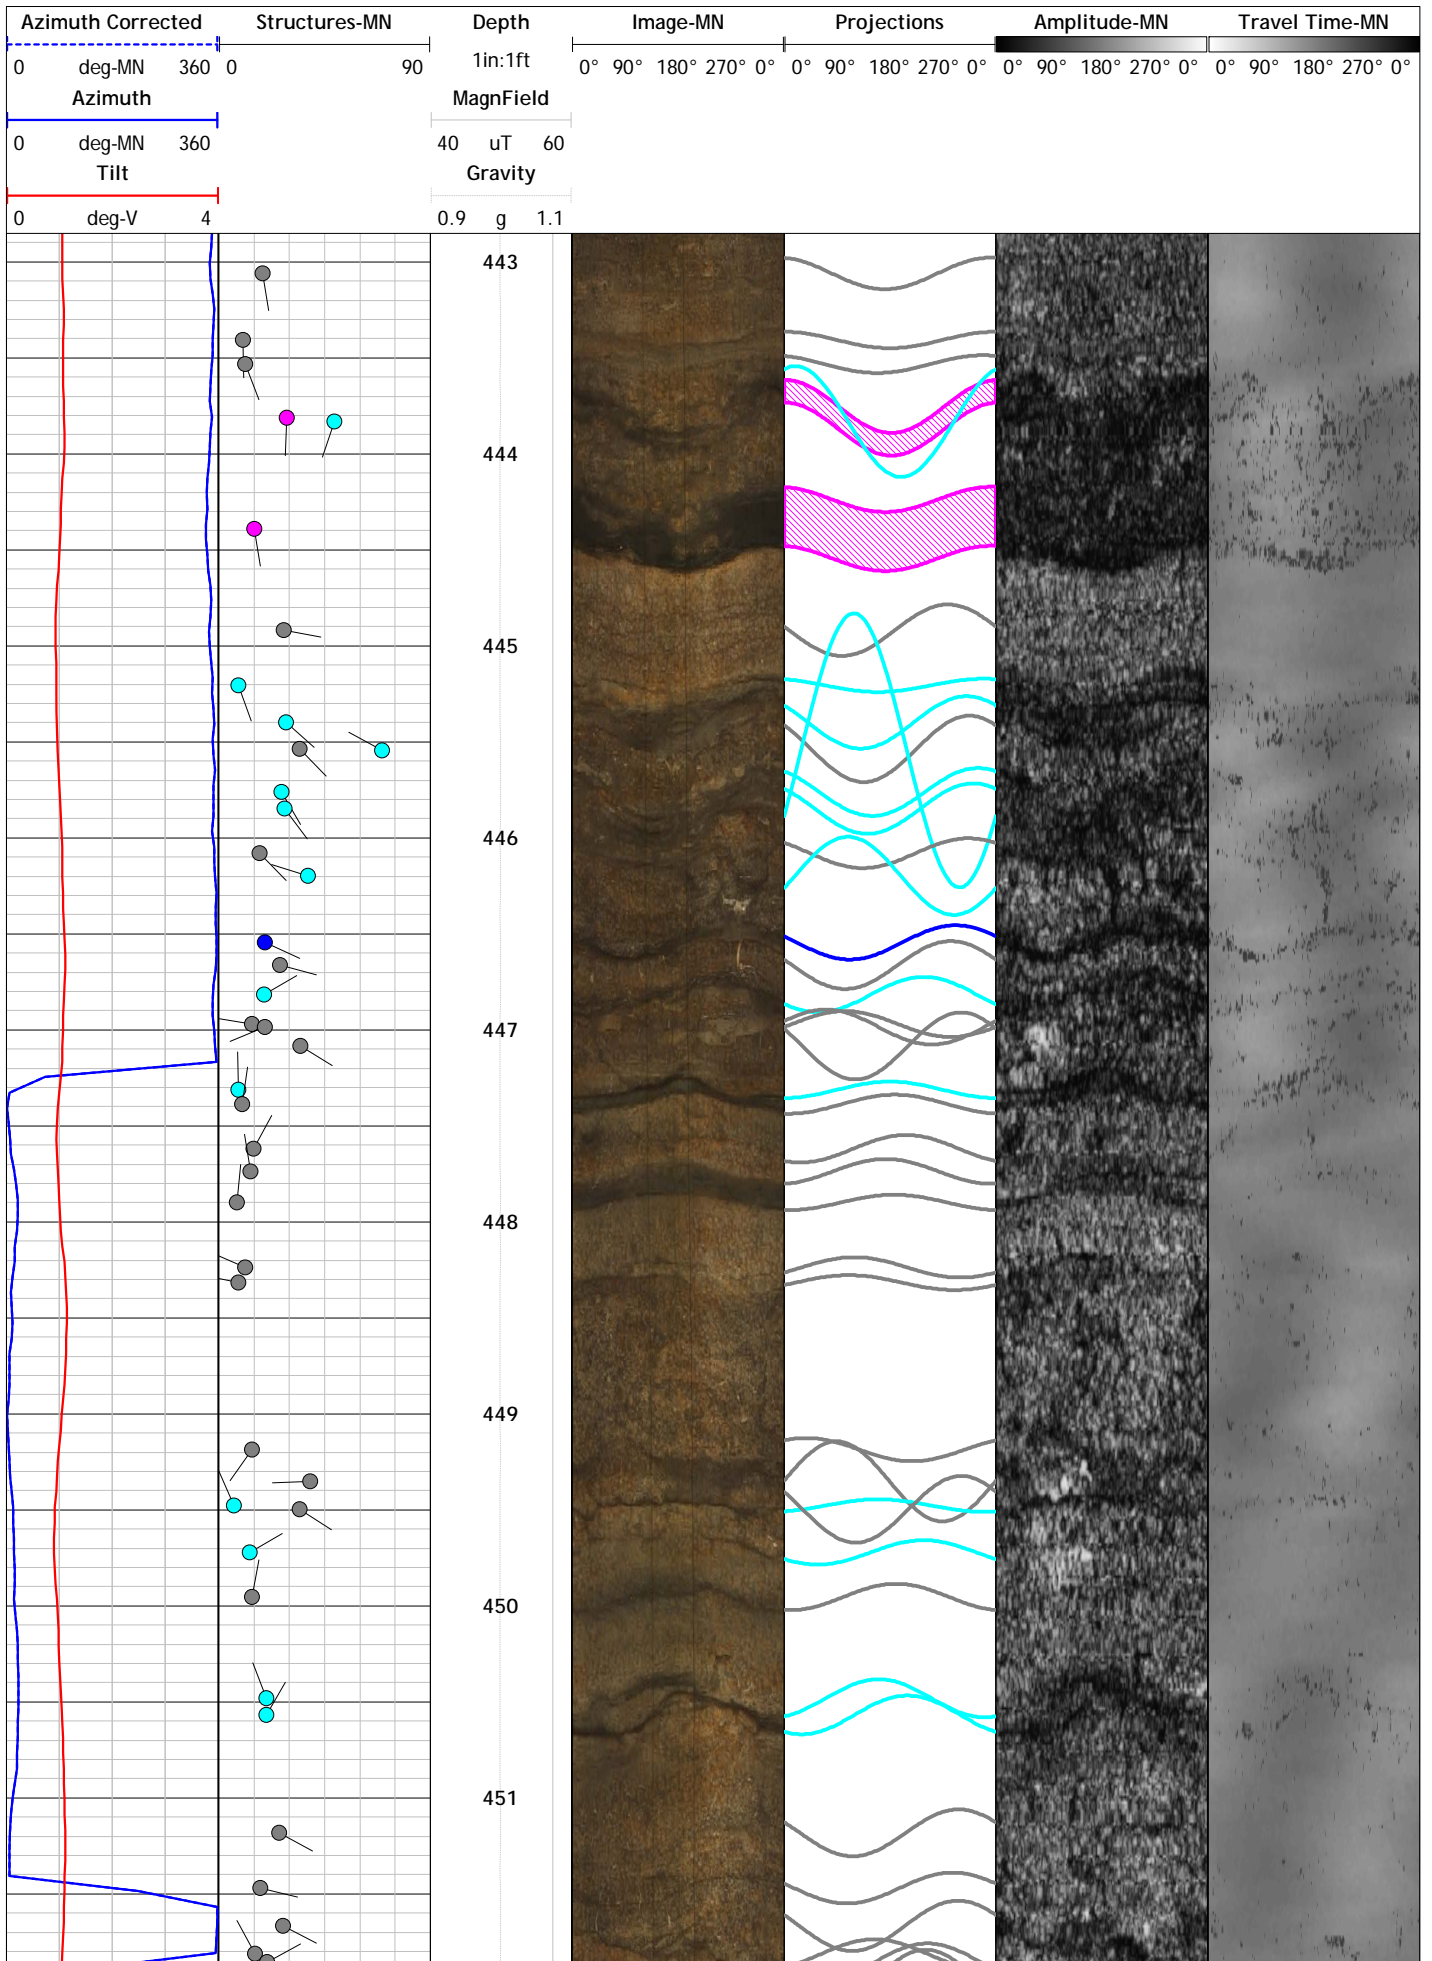 Azimuth Corrected Structures-MN Depth Image-MN Projections Amplitude-MN Travel Time-MN
0 deg-MN 360 0 90 1in:1ft 0° 90° 180° 270° 0° 0° 90° 180° 270° 0° 0° 90° 180° 270° 0° 0° 90° 180° 270° 0°
Azimuth MagnField
0 deg-MN 360 40 uT 60
Tilt Gravity
0 deg-V 4 0.9 g 1.1
443
444
445
446
447
448
449
450
451